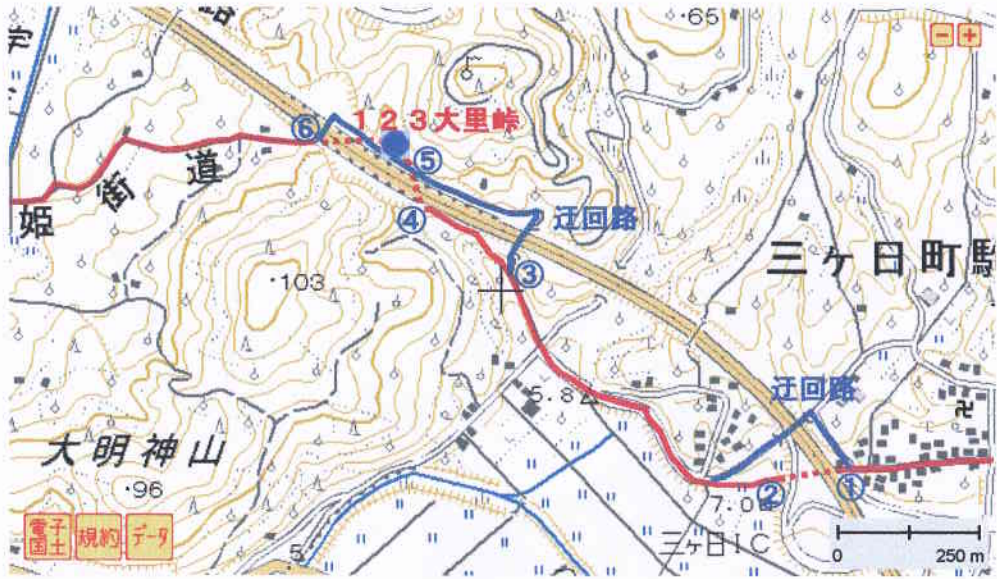 ·65
− +
123大里峠
⑥
⑤
姫街道
④
迂回路
③
三ヶ日町
·103
迂回路
5.8
大明神山
卍
·96
②
①
7.0
三ヶ日IC
電子国土
規約
データ
5
0
250 m